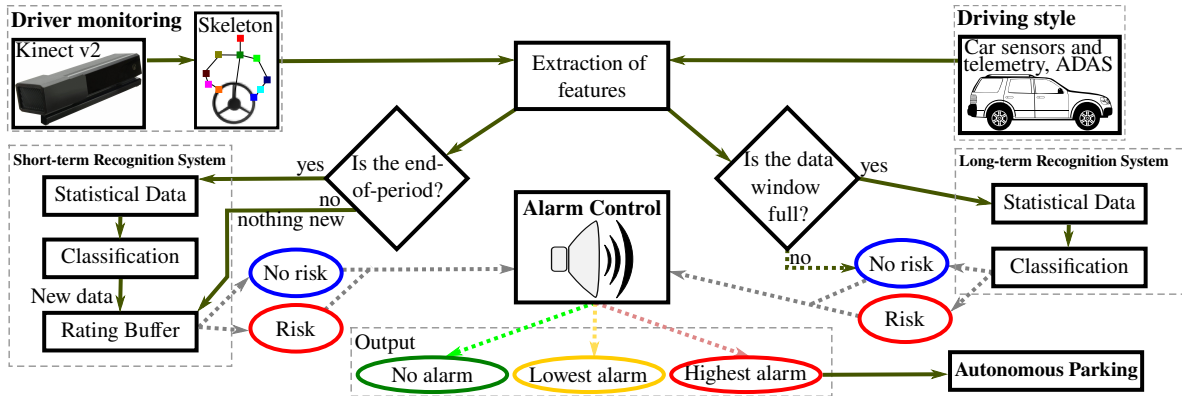 Driver monitoring
Kinect v2
Skeleton
Extraction of
features
Driving style
Car sensors and
telemetry, ADAS
Short-term Recognition System
Statistical Data
Classification
New data
Rating Buffer
yes
Is the end-
of-period?
no
nothing new
Is the data
window
full?
yes
no
Long-term Recognition System
Statistical Data
Classification
Alarm Control
No risk
Risk
No risk
Risk
Output
No alarm
Lowest alarm
Highest alarm
Autonomous Parking